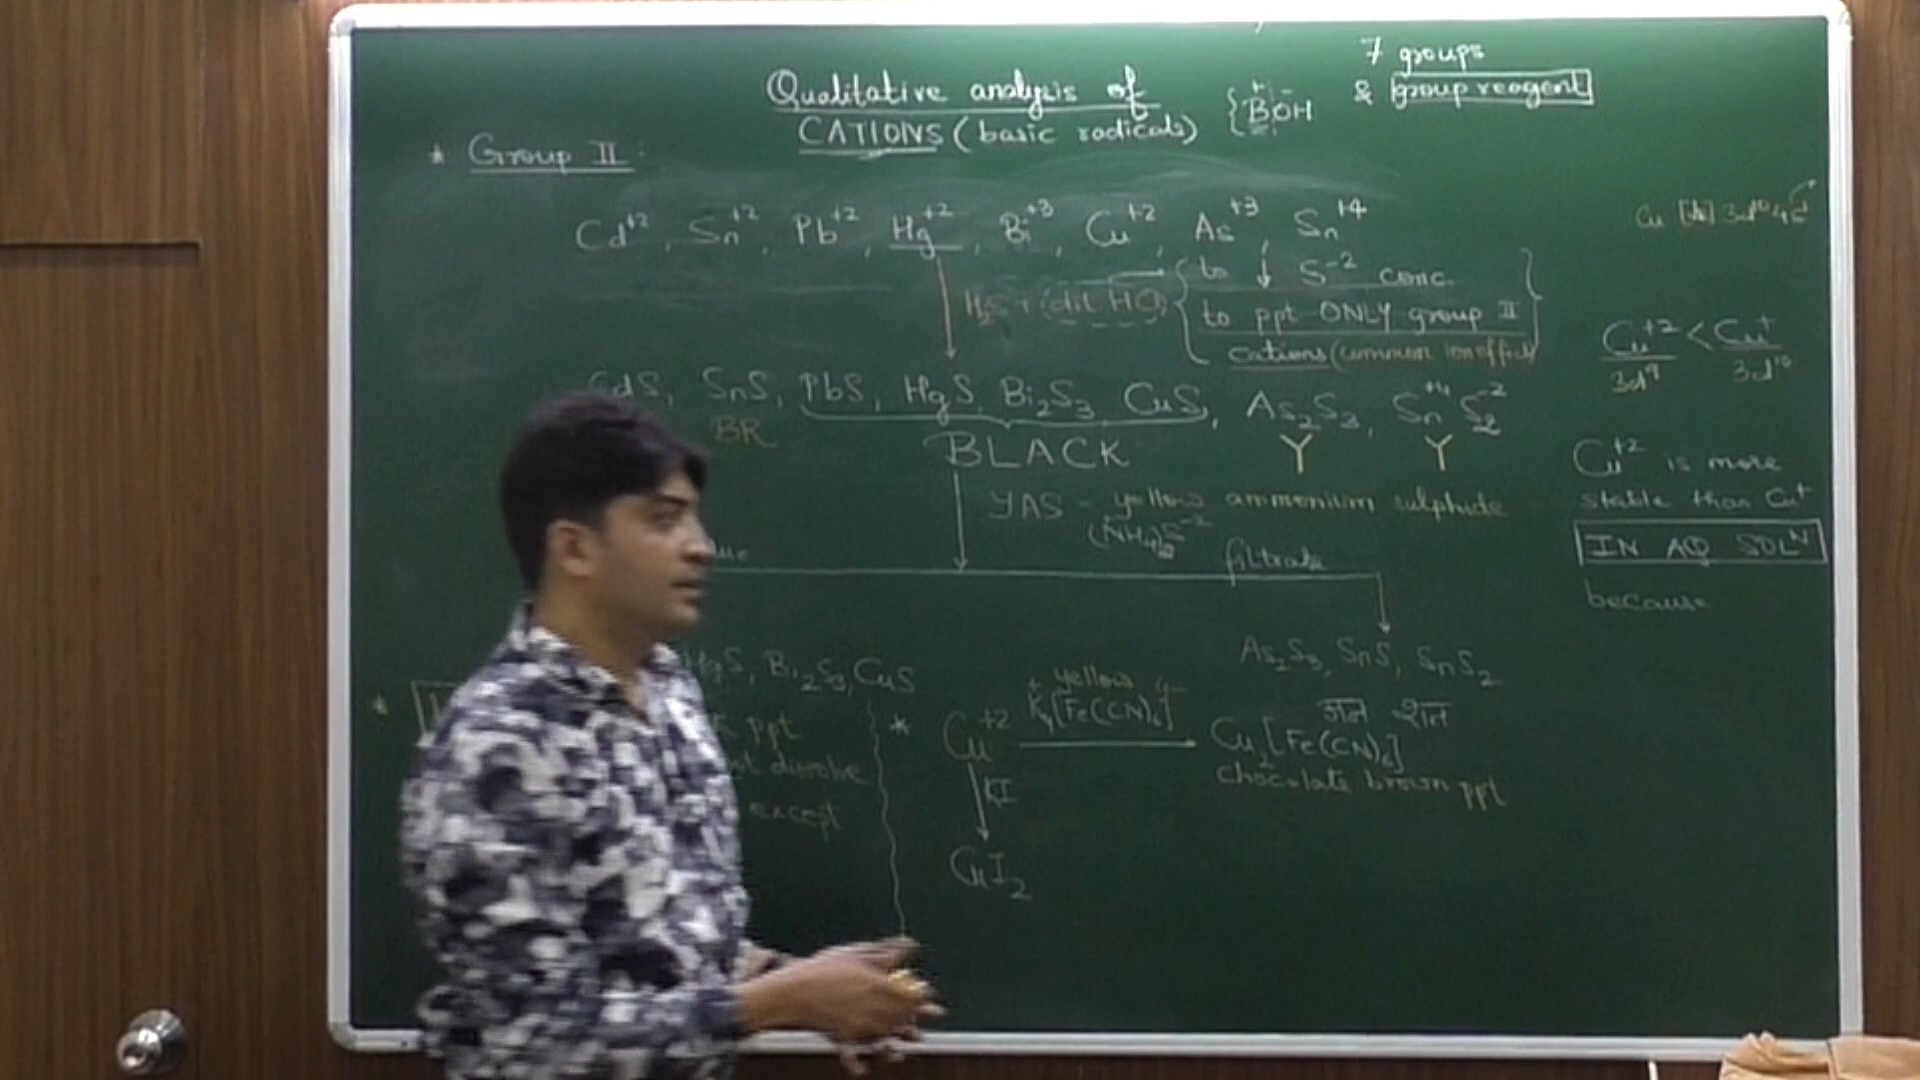 7 groups
& group reagent
Qualitative analysis of
CATIONS (basic radicals) {B⁺OH⁻
* Group II :
Cd⁺², Sn⁺², Pb⁺², Hg⁺², Bi⁺³, Cu⁺², As⁺³, Sn⁺⁴
Cu [Ar] 3d¹⁰4s¹
H₂S + (dil HCl) { to ↓ S⁻² conc.
to ppt ONLY group II
cations (common ion effect)
Cu⁺² < Cu⁺
3d⁹ 3d¹⁰
CdS, SnS, PbS, HgS, Bi₂S₃, CuS, As₂S₃, Sn⁺⁴S₂⁻²
BR BLACK Y Y
YAS - yellow ammonium sulphide
(NH₄)₂S⁻²
filtrate
Cu⁺² is more
stable than Cu⁺
IN AQ SOLᴺ
because
As₂S₃, SnS, SnS₂
HgS, Bi₂S₃, CuS
ppt
dissolve
except
* Cu⁺² yellow K₄⁺[Fe(CN)₆]⁴⁻ → Cu₂[Fe(CN)₆]
chocolate brown ppt
↓ KI
CuI₂